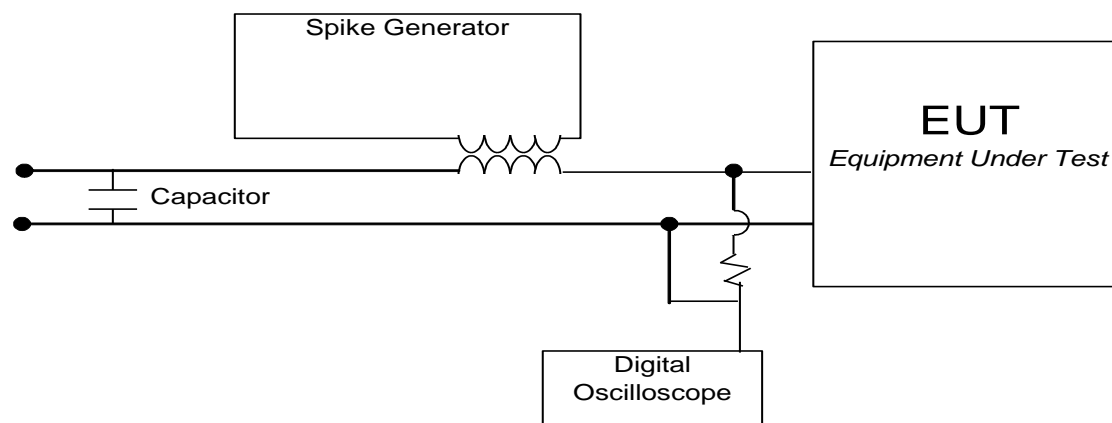 Spike Generator
EUT
Equipment Under Test
Capacitor
Digital
Oscilloscope